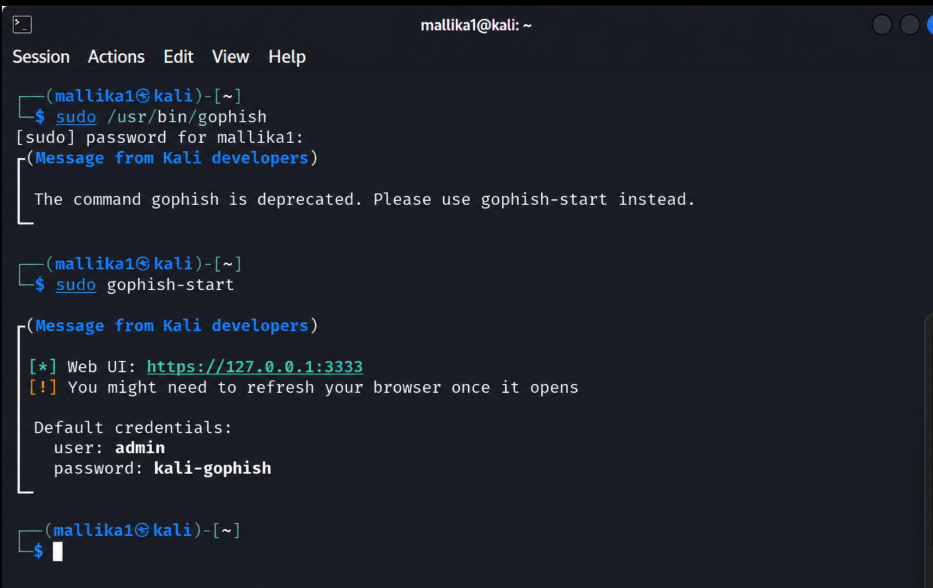 mallika1@kali: ~
Session Actions Edit View Help
┌──(mallika1㉿kali)-[~]
└─$ sudo /usr/bin/gophish
[sudo] password for mallika1:
┏(Message from Kali developers)
┃ The command gophish is deprecated. Please use gophish-start instead.
┌──(mallika1㉿kali)-[~]
└─$ sudo gophish-start
┏(Message from Kali developers)
[*] Web UI: https://127.0.0.1:3333
[!] You might need to refresh your browser once it opens
Default credentials:
user: admin
password: kali-gophish
┌──(mallika1㉿kali)-[~]
└─$